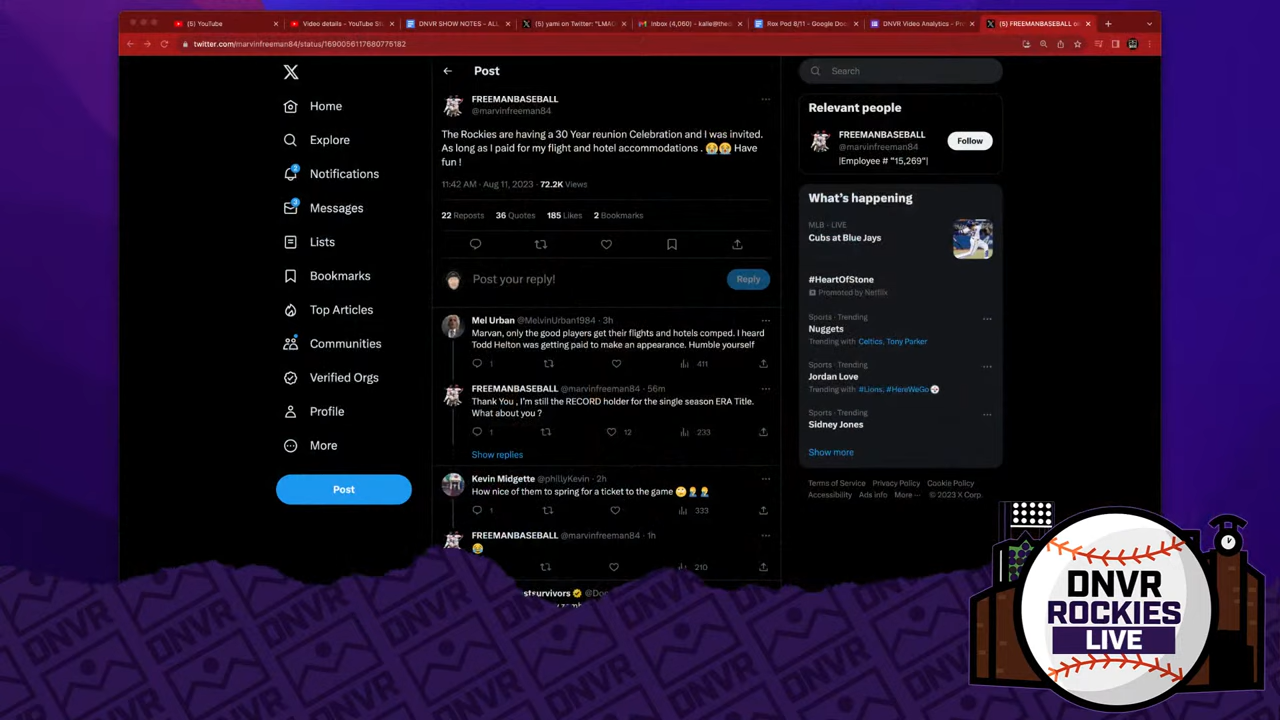 (5) YouTube
Video details - YouTube St
DNVR SHOW NOTES - ALL
(5) yami on Twitter: "LMAO
Inbox (4,060) - kalie@thed
Rox Pod 8/11 - Google Doc
DNVR Video Analytics - Pr
(5) FREEMANBASEBALL o
twitter.com/marvinfreeman84/status/1690056117680775182
Home
Explore
2
Notifications
3
Messages
Lists
Bookmarks
Top Articles
Communities
Verified Orgs
Profile
More
Post
Post
FREEMANBASEBALL
@marvinfreeman84
The Rockies are having a 30 Year reunion Celebration and I was invited.
As long as I paid for my flight and hotel accommodations . 😭😭 Have
fun !
11:42 AM · Aug 11, 2023 · 72.2K Views
22 Reposts 36 Quotes 185 Likes 2 Bookmarks
Post your reply!
Reply
Mel Urban @MelvinUrban1984 · 3h
Marvan, only the good players get their flights and hotels comped. I heard
Todd Helton was getting paid to make an appearance. Humble yourself
1 411
FREEMANBASEBALL @marvinfreeman84 · 56m
Thank You , I'm still the RECORD holder for the single season ERA Title.
What about you ?
1 12 233
Show replies
Kevin Midgette @phillyKevin · 2h
How nice of them to spring for a ticket to the game 🙄🤦🤦
1 333
FREEMANBASEBALL @marvinfreeman84 · 1h
😂
210
stsurvivors
Search
Relevant people
FREEMANBASEBALL
@marvinfreeman84
Follow
|Employee # "15,269"|
What's happening
MLB · LIVE
Cubs at Blue Jays
#HeartOfStone
Promoted by Netflix
Sports · Trending
Nuggets
Trending with Celtics, Tony Parker
Sports · Trending
Jordan Love
Trending with #Lions, #HereWeGo
Sports · Trending
Sidney Jones
Show more
Terms of Service Privacy Policy Cookie Policy
Accessibility Ads info More ··· © 2023 X Corp.
DNVR
ROCKIES
LIVE